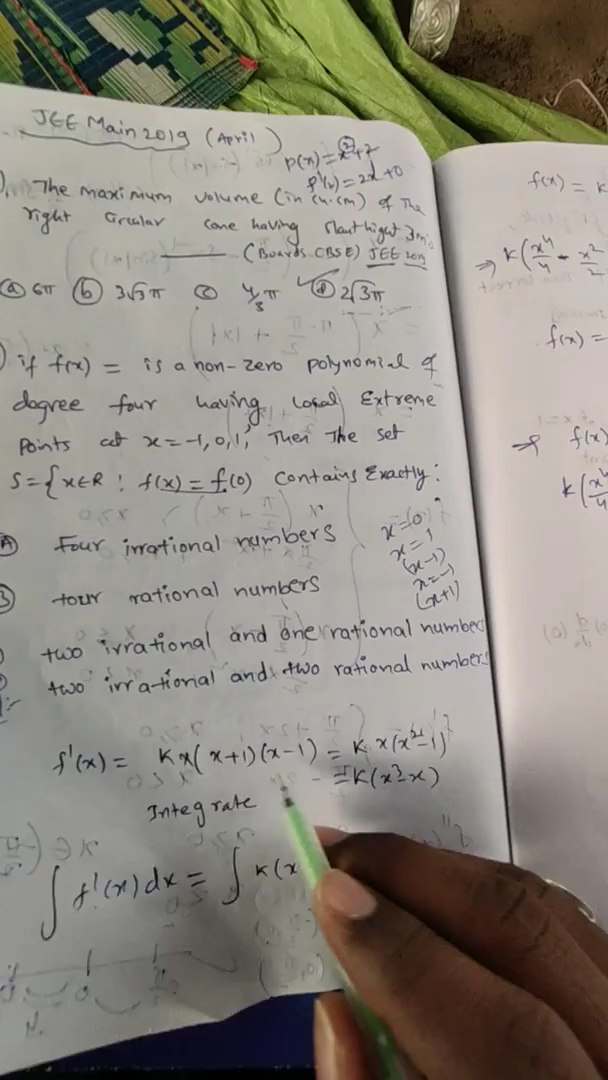 JEE Main 2019 (April)
p(x) = x²+7
p'(x) = 2x+0
The maximum volume (in cu.cm) of the
right circular cone having slant hight 3m is
(Boards CBSE) JEE 2019
ⓐ 6π ⓑ 3√3π ⓒ 4/3 π ⓓ 2√3π
if f(x) = is a non-zero polynomial of
degree four having Local Extreme
Points at x = -1, 0, 1, Then The set
S = {x∈R : f(x) = f(0) contains Exactly:
Ⓐ Four irrational numbers
four rational numbers
two irrational and one rational numbers
two irrational and two rational numbers
x=0
x=1
(x-1)
x=-1
(x+1)
f'(x) = Kx(x+1)(x-1) = K x(x²-1)
=K(x³-x)
Integrate
∫ f'(x) dx = ∫ K(x
f(x) = K
⇒ K(x⁴/4 - x²/2
f(x) =
⇒ f(x)
K(x⁴/4